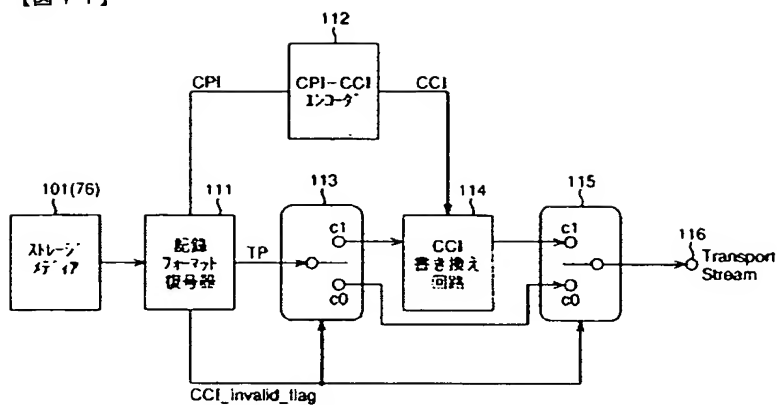 112
CPI
CPI-CCI
エンコーダ
CCI
101(76)
111
113
114
115
ストレージ
メディア
記録
フォーマット
復号器
TP
c1
c0
CCI
書き換え
回路
c1
c0
116
Transport
Stream
CCI_invalid_flag